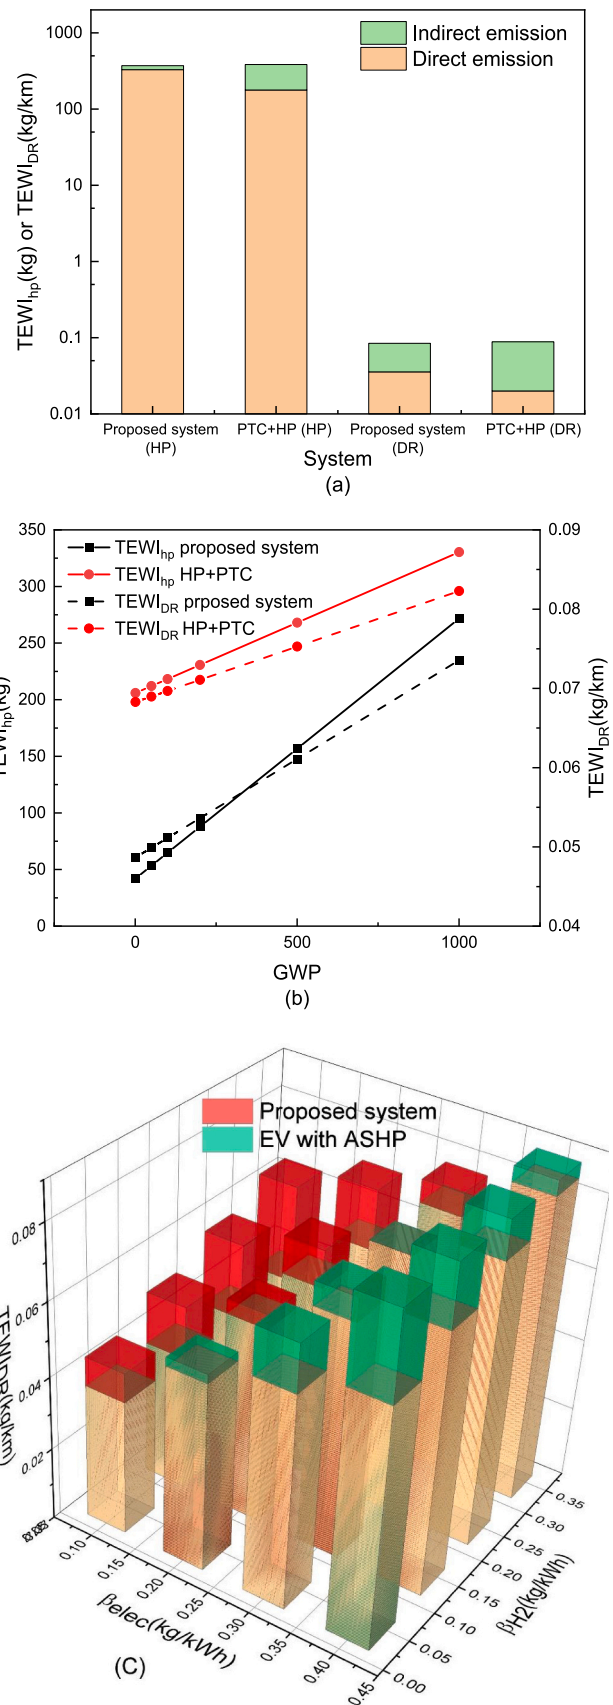 1000
100
10
1
0.1
0.01
TEWIhp(kg) or TEWIDR(kg/km)
Indirect emission
Direct emission
Proposed system
(HP)
PTC+HP (HP)
Proposed system
(DR)
PTC+HP (DR)
System
(a)
350
300
250
200
150
100
50
0
TEWIhp(kg)
TEWIhp proposed system
TEWIhp HP+PTC
TEWIDR prposed system
TEWIDR HP+PTC
0.09
0.08
0.07
0.06
0.05
0.04
TEWIDR(kg/km)
0
500
1000
GWP
(b)
Proposed system
EV with ASHP
0.08
0.06
0.04
0.02
TEWIDR(kg/km)
0.10
0.15
0.20
0.25
0.30
0.35
0.40
0.45
βelec(kg/kWh)
0.00
0.05
0.10
0.15
0.20
0.25
0.30
0.35
βH2(kg/kWh)
(C)